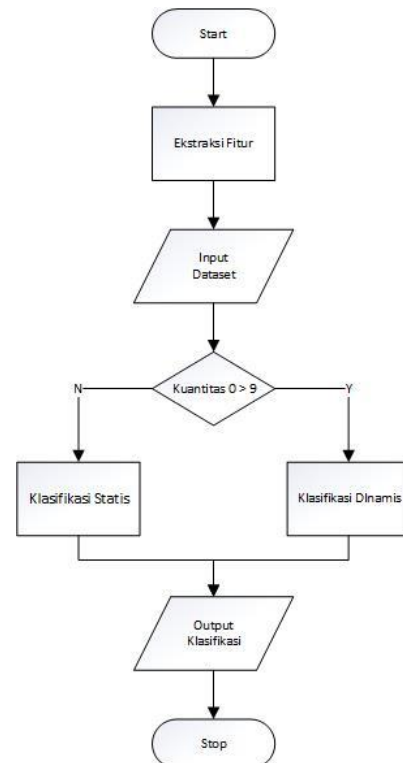 Start
Ekstraksi Fitur
Input
Dataset
N
Kuantitas 0 > 9
Y
Klasifikasi Statis
Klasifikasi DInamis
Output
Klasifikasi
Stop